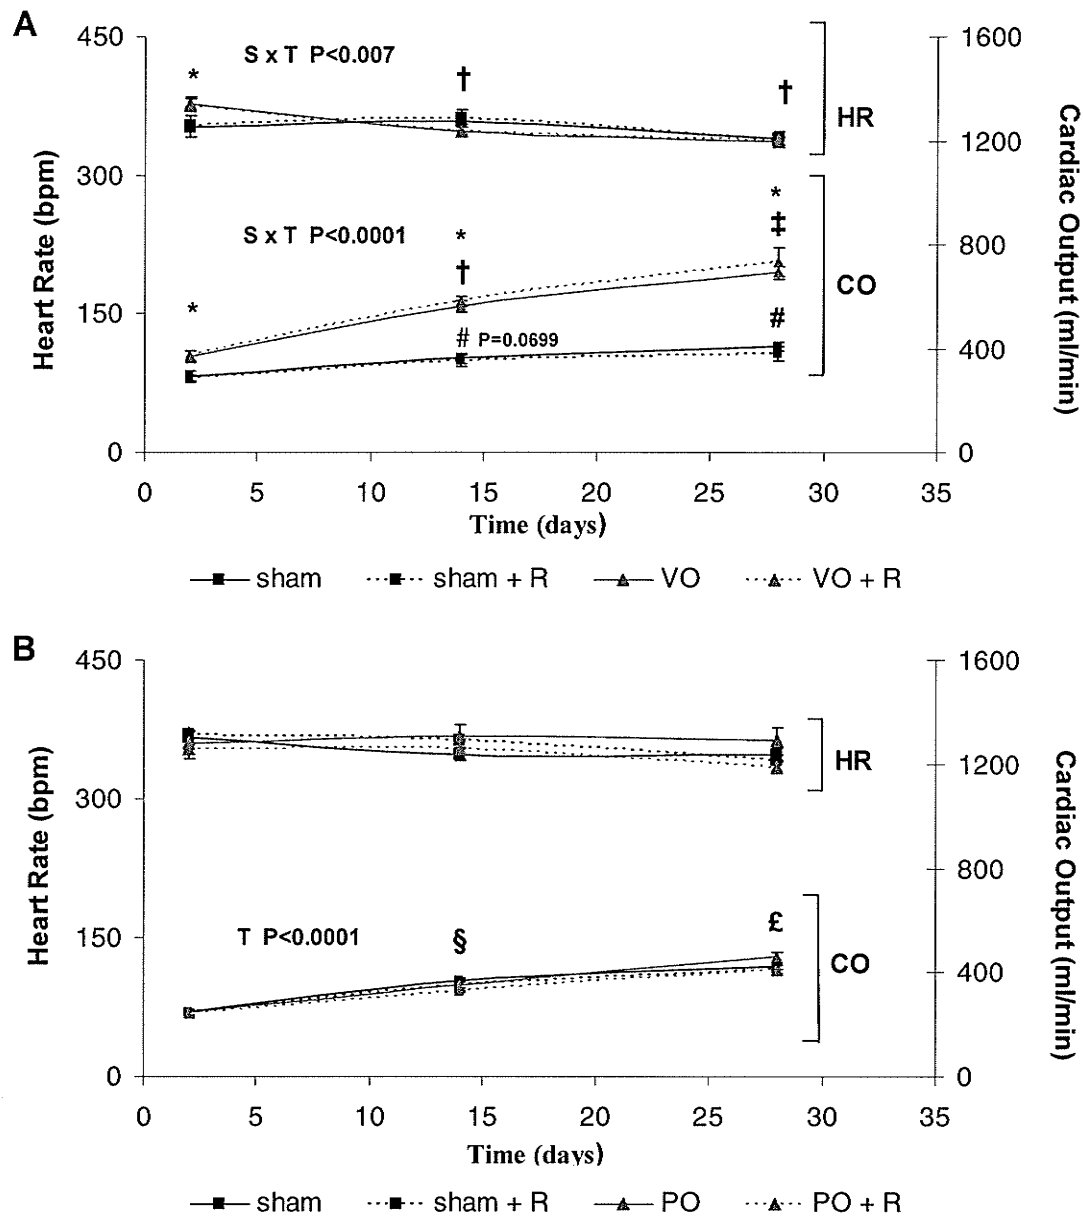 A
450
1600
S x T P<0.007
*
†
†
HR
1200
300
Heart Rate (bpm)
Cardiac Output (ml/min)
*
‡
S x T P<0.0001
*
†
800
CO
*
150
#
# P=0.0699
400
0
0
0 5 10 15 20 25 30 35
Time (days)
sham sham + R VO VO + R
B
450
1600
HR
1200
300
Heart Rate (bpm)
Cardiac Output (ml/min)
800
150
T P<0.0001
§
£
CO
400
0
0
0 5 10 15 20 25 30 35
Time (days)
sham sham + R PO PO + R